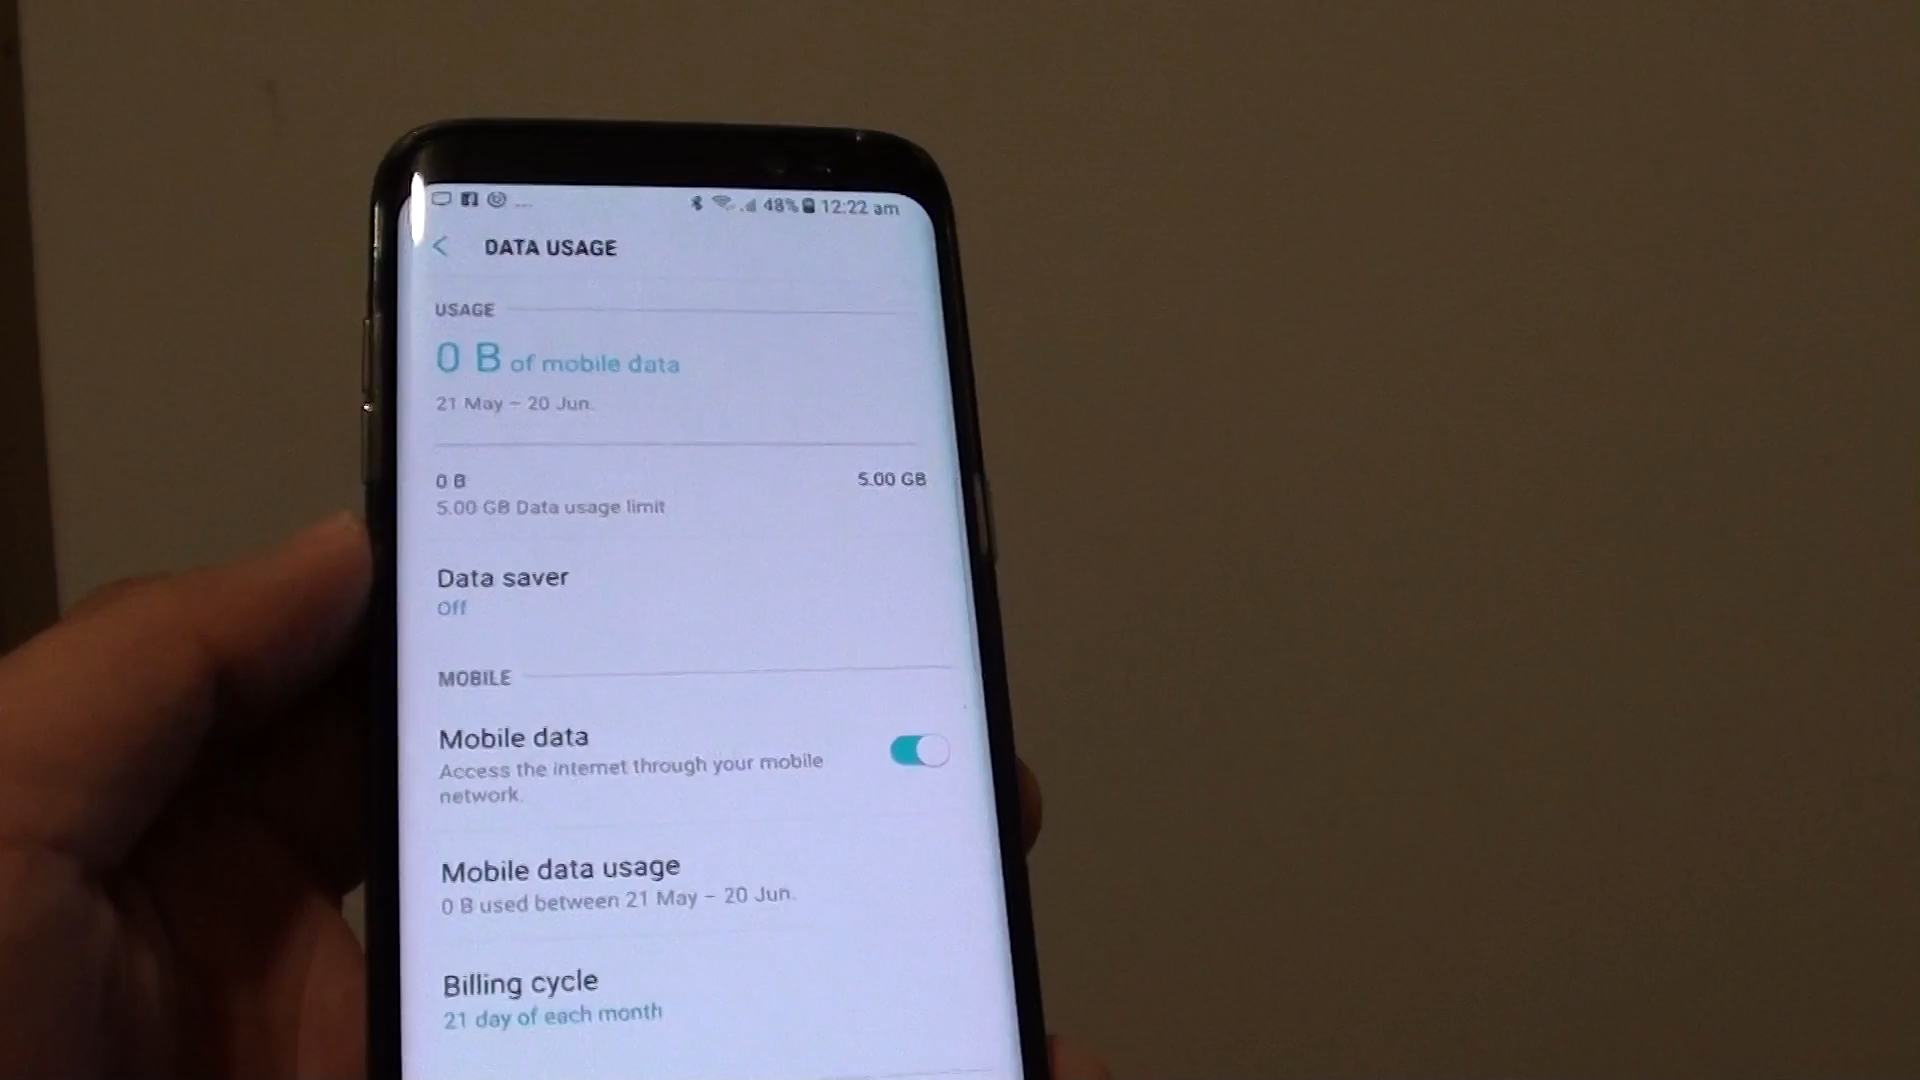 48% 12:22 am
DATA USAGE
USAGE
0 B of mobile data
21 May – 20 Jun.
0 B 5.00 GB
5.00 GB Data usage limit
Data saver
Off
MOBILE
Mobile data
Access the internet through your mobile
network.
Mobile data usage
0 B used between 21 May – 20 Jun.
Billing cycle
21 day of each month